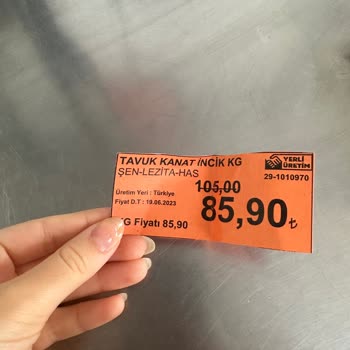 TAVUK KANAT İNCİK KG
ŞEN-LEZİTA-HAS
YERLİ
ÜRETİM
29-1010970
Üretim Yeri : Türkiye
Fiyat D.T : 18.06.2023
105,00
85,90 ₺
KG Fiyatı 85,90